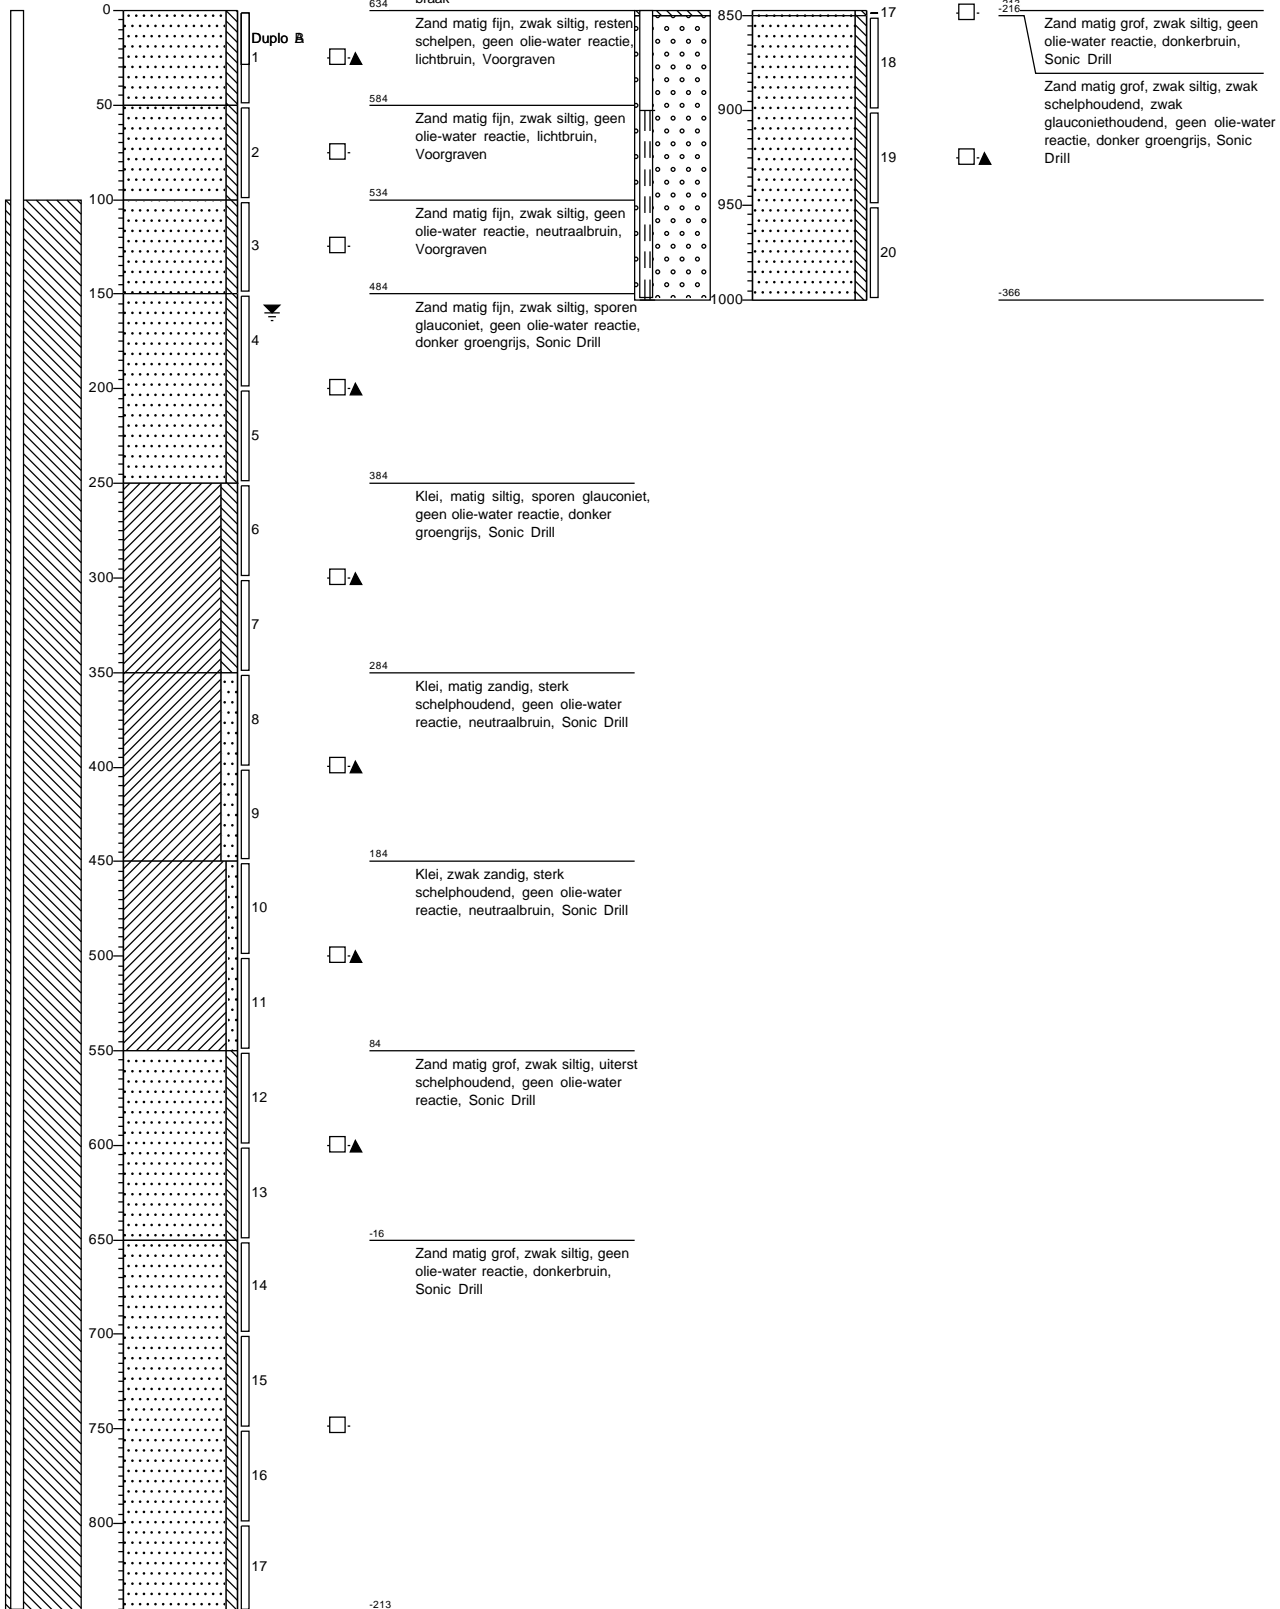 braak
0
634
Zand matig fijn, zwak siltig, resten
schelpen, geen olie-water reactie,
lichtbruin, Voorgraven
Duplo
1
50
584
Zand matig fijn, zwak siltig, geen
olie-water reactie, lichtbruin,
Voorgraven
2
100
534
Zand matig fijn, zwak siltig, geen
olie-water reactie, neutraalbruin,
Voorgraven
3
150
484
Zand matig fijn, zwak siltig, sporen
glauconiet, geen olie-water reactie,
donker groengrijs, Sonic Drill
4
200
5
250
384
Klei, matig siltig, sporen glauconiet,
geen olie-water reactie, donker
groengrijs, Sonic Drill
6
300
7
350
284
Klei, matig zandig, sterk
schelphoudend, geen olie-water
reactie, neutraalbruin, Sonic Drill
8
400
9
450
184
Klei, zwak zandig, sterk
schelphoudend, geen olie-water
reactie, neutraalbruin, Sonic Drill
10
500
11
550
84
Zand matig grof, zwak siltig, uiterst
schelphoudend, geen olie-water
reactie, Sonic Drill
12
600
13
650
-16
Zand matig grof, zwak siltig, geen
olie-water reactie, donkerbruin,
Sonic Drill
14
700
15
750
16
800
17
-213
850
17
-213
-216
Zand matig grof, zwak siltig, geen
olie-water reactie, donkerbruin,
Sonic Drill
18
Zand matig grof, zwak siltig, zwak
schelphoudend, zwak
glauconiethoudend, geen olie-water
reactie, donker groengrijs, Sonic
Drill
900
19
950
20
1000
-366